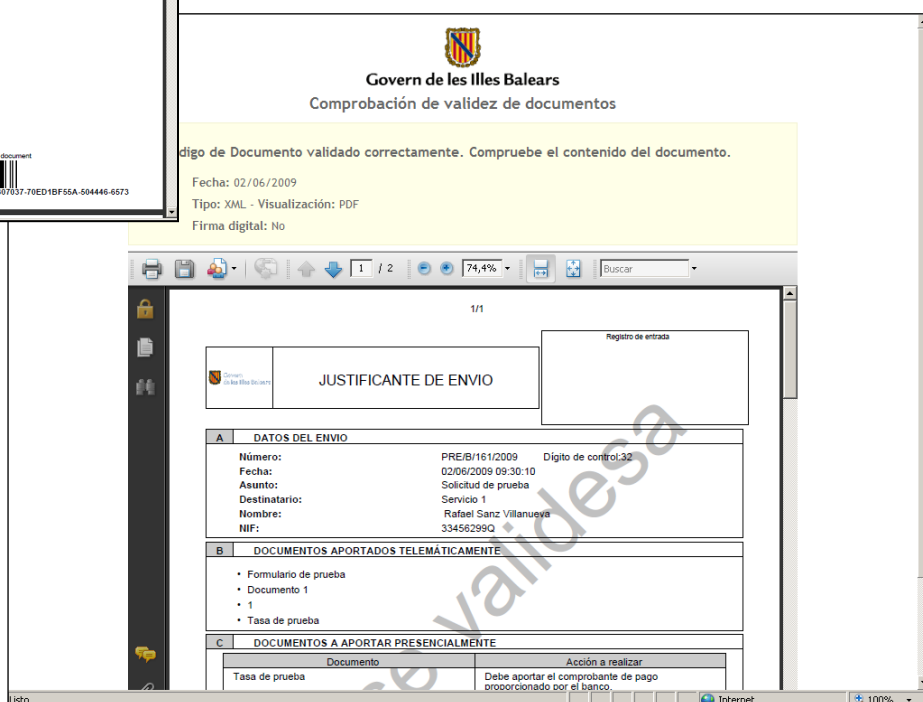 document
07037-70ED1BF55A-504446-6573
Govern de les Illes Balears
Comprobación de validez de documentos
digo de Documento validado correctamente. Compruebe el contenido del documento.
Fecha: 02/06/2009
Tipo: XML - Visualización: PDF
Firma digital: No
1 / 2 74,4% Buscar
1/1
Registro de entrada
Govern
de les Illes Balears
JUSTIFICANTE DE ENVIO
A DATOS DEL ENVIO
Número: PRE/B/161/2009 Dígito de control:32
Fecha: 02/06/2009 09:30:10
Asunto: Solicitud de prueba
Destinatario: Servicio 1
Nombre: Rafael Sanz Villanueva
NIF: 33456299Q
B DOCUMENTOS APORTADOS TELEMÁTICAMENTE
• Formulario de prueba
• Documento 1
• 1
• Tasa de prueba
C DOCUMENTOS A APORTAR PRESENCIALMENTE
Documento Acción a realizar
Tasa de prueba Debe aportar el comprobante de pago
proporcionado por el banco.
se validesa
Listo Internet 100%